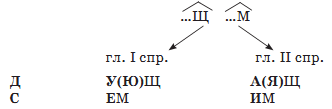 ...Щ ...М
гл. I спр. гл. II спр.
Д У(Ю)Щ А(Я)Щ
С ЕМ ИМ